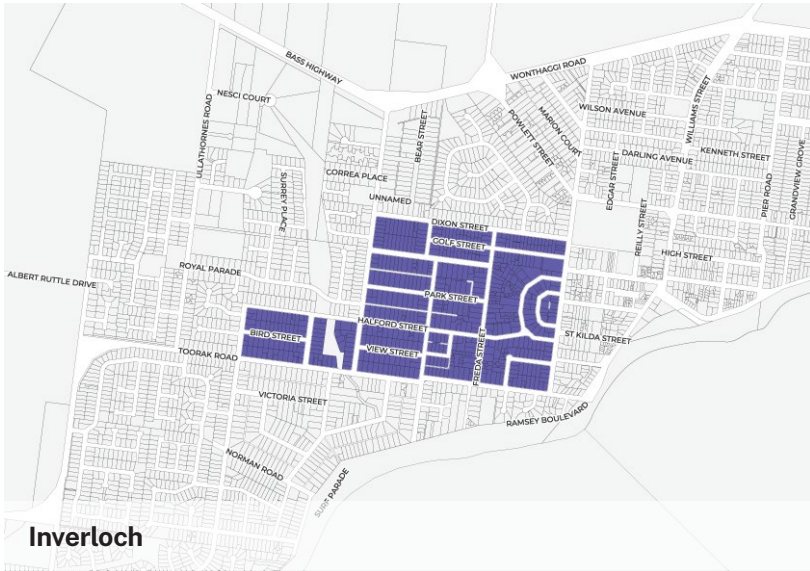 BASS HIGHWAY
WONTHAGGI ROAD
NESCI COURT
ULLATHORNES ROAD
BEAR STREET
POWLETT STREET
MARION COURT
WILSON AVENUE
WILLIAMS STREET
KENNETH STREET
DARLING AVENUE
CORREA PLACE
SURREY PLACE
UNNAMED
EDGAR STREET
PIER ROAD
GRANDVIEW GROVE
DIXON STREET
GOLF STREET
REILLY STREET
HIGH STREET
ALBERT RUTTLE DRIVE
ROYAL PARADE
PARK STREET
HALFORD STREET
BIRD STREET
ST KILDA STREET
TOORAK ROAD
VIEW STREET
FREDA STREET
VICTORIA STREET
RAMSEY BOULEVARD
NORMAN ROAD
SURF PARADE
Inverloch